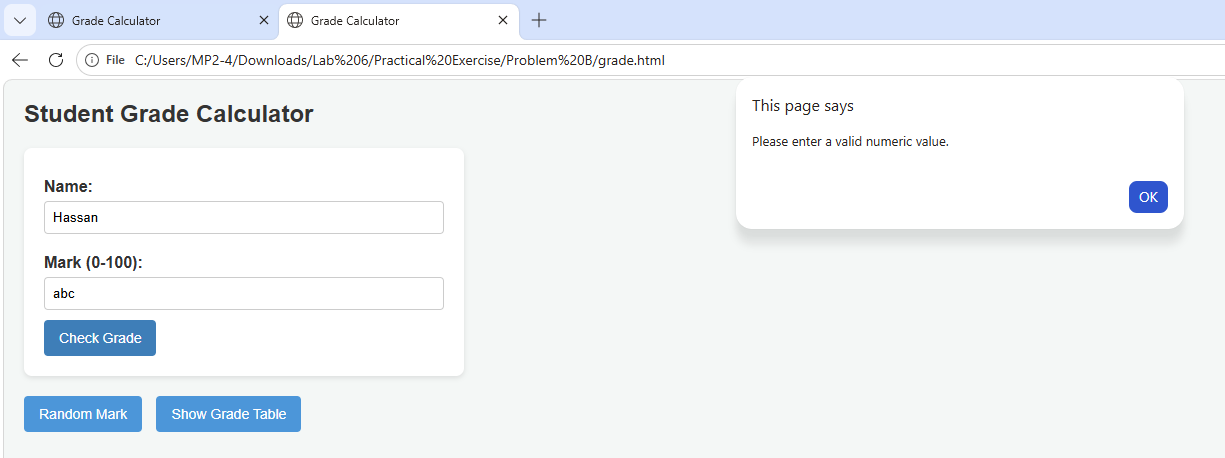 Grade Calculator
Grade Calculator
File C:/Users/MP2-4/Downloads/Lab%206/Practical%20Exercise/Problem%20B/grade.html
Student Grade Calculator
This page says
Please enter a valid numeric value.
OK
Name:
Hassan
Mark (0-100):
abc
Check Grade
Random Mark
Show Grade Table